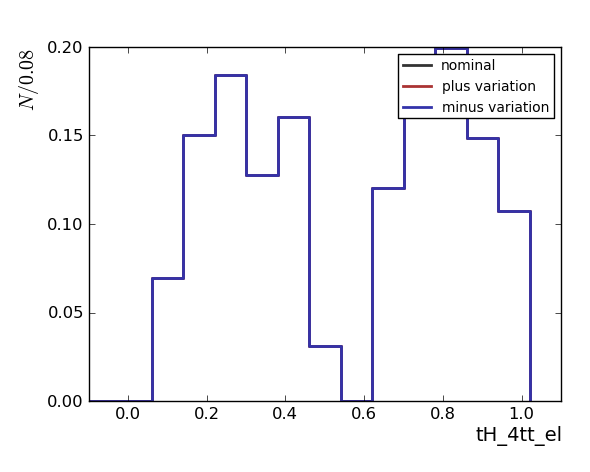 N/0.08
0.20
0.15
0.10
0.05
0.00
nominal
plus variation
minus variation
0.0 0.2 0.4 0.6 0.8 1.0
tH_4tt_el